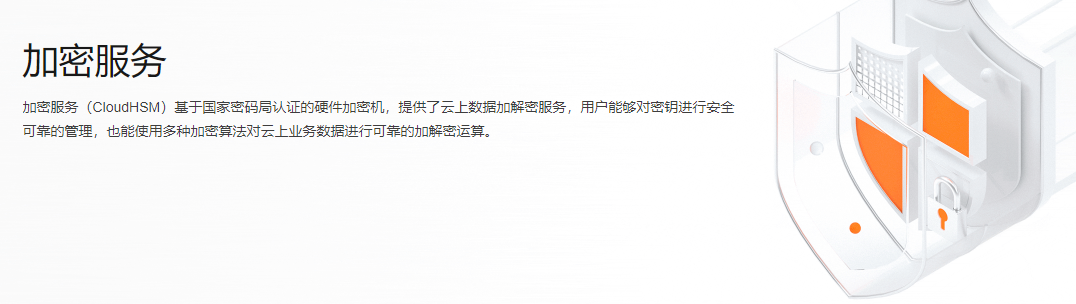 加密服务
加密服务（CloudHSM）基于国家密码局认证的硬件加密机，提供了云上数据加解密服务，用户能够对密钥进行安全
可靠的管理，也能使用多种加密算法对云上业务数据进行可靠的加解密运算。